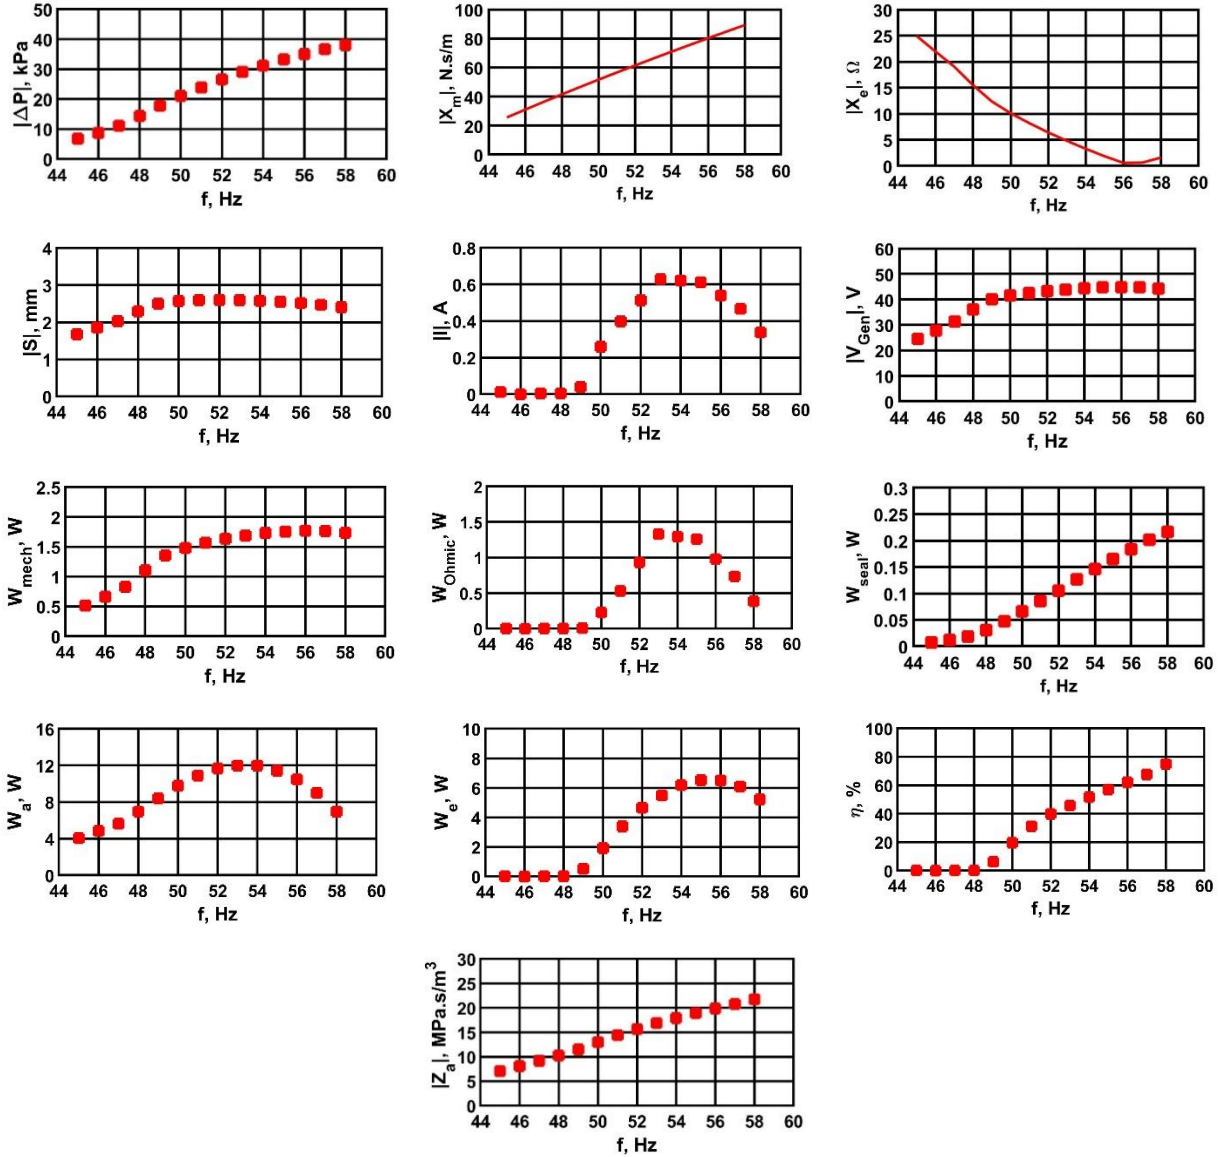 |ΔP|, kPa
50
40
30
20
10
0
44 46 48 50 52 54 56 58 60
f, Hz
|Xm|, N.s/m
100
80
60
40
20
0
44 46 48 50 52 54 56 58 60
f, Hz
|Xe|, Ω
30
25
20
15
10
5
0
44 46 48 50 52 54 56 58 60
f, Hz
|S|, mm
4
3
2
1
0
44 46 48 50 52 54 56 58 60
f, Hz
|I|, A
0.8
0.6
0.4
0.2
0
44 46 48 50 52 54 56 58 60
f, Hz
|VGen|, V
60
50
40
30
20
10
0
44 46 48 50 52 54 56 58 60
f, Hz
Wmech, W
2.5
2
1.5
1
0.5
0
44 46 48 50 52 54 56 58 60
f, Hz
WOhmic, W
2
1.5
1
0.5
0
44 46 48 50 52 54 56 58 60
f, Hz
Wseal, W
0.3
0.25
0.2
0.15
0.1
0.05
0
44 46 48 50 52 54 56 58 60
f, Hz
Wa, W
16
12
8
4
0
44 46 48 50 52 54 56 58 60
f, Hz
We, W
10
8
6
4
2
0
44 46 48 50 52 54 56 58 60
f, Hz
η, %
100
80
60
40
20
0
44 46 48 50 52 54 56 58 60
f, Hz
|Za|, MPa.s/m³
30
25
20
15
10
5
0
44 46 48 50 52 54 56 58 60
f, Hz